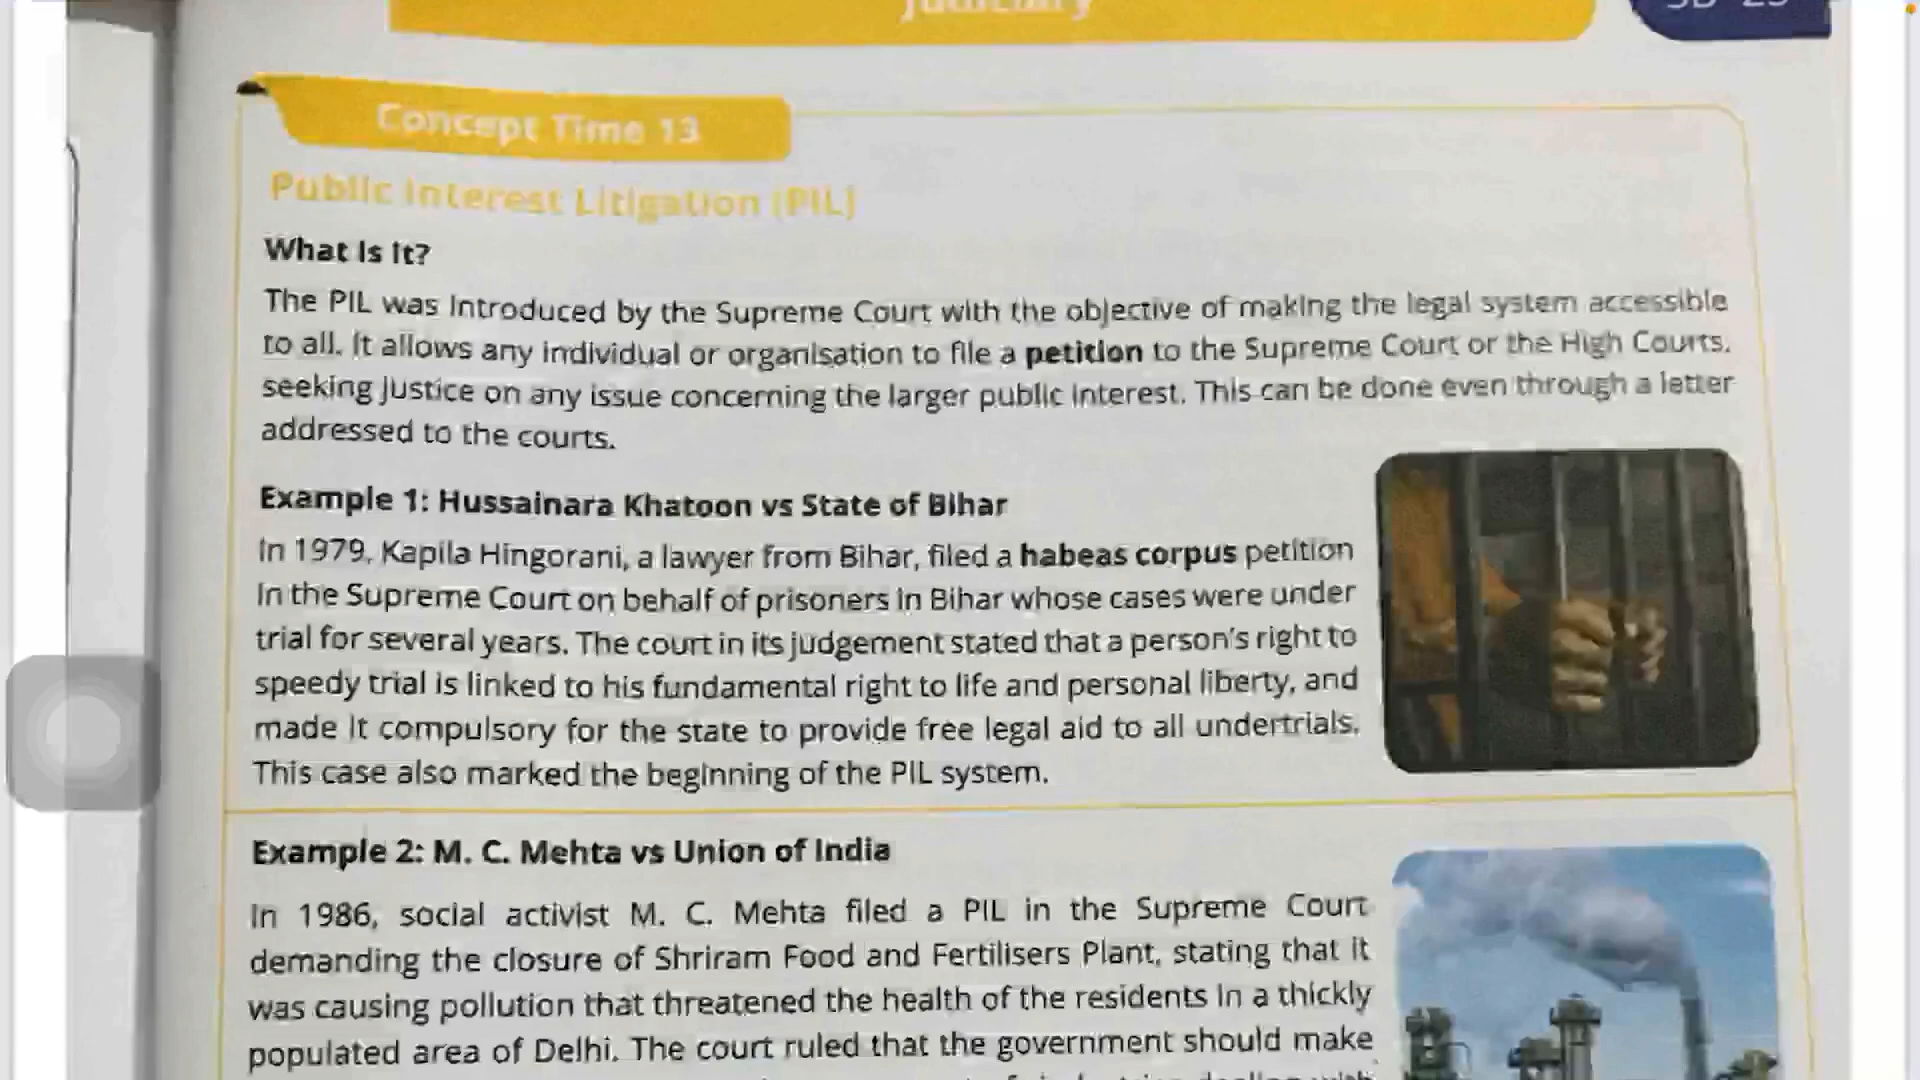 Judiciary
Concept Time 13
Public Interest Litigation (PIL)
What Is It?
The PIL was introduced by the Supreme Court with the objective of making the legal system accessible
to all. It allows any individual or organisation to file a petition to the Supreme Court or the High Courts,
seeking justice on any issue concerning the larger public interest. This can be done even through a letter
addressed to the courts.
Example 1: Hussainara Khatoon vs State of Bihar
In 1979, Kapila Hingorani, a lawyer from Bihar, filed a habeas corpus petition
in the Supreme Court on behalf of prisoners in Bihar whose cases were under
trial for several years. The court in its judgement stated that a person's right to
speedy trial is linked to his fundamental right to life and personal liberty, and
made it compulsory for the state to provide free legal aid to all undertrials.
This case also marked the beginning of the PIL system.
Example 2: M. C. Mehta vs Union of India
In 1986, social activist M. C. Mehta filed a PIL in the Supreme Court
demanding the closure of Shriram Food and Fertilisers Plant, stating that it
was causing pollution that threatened the health of the residents in a thickly
populated area of Delhi. The court ruled that the government should make